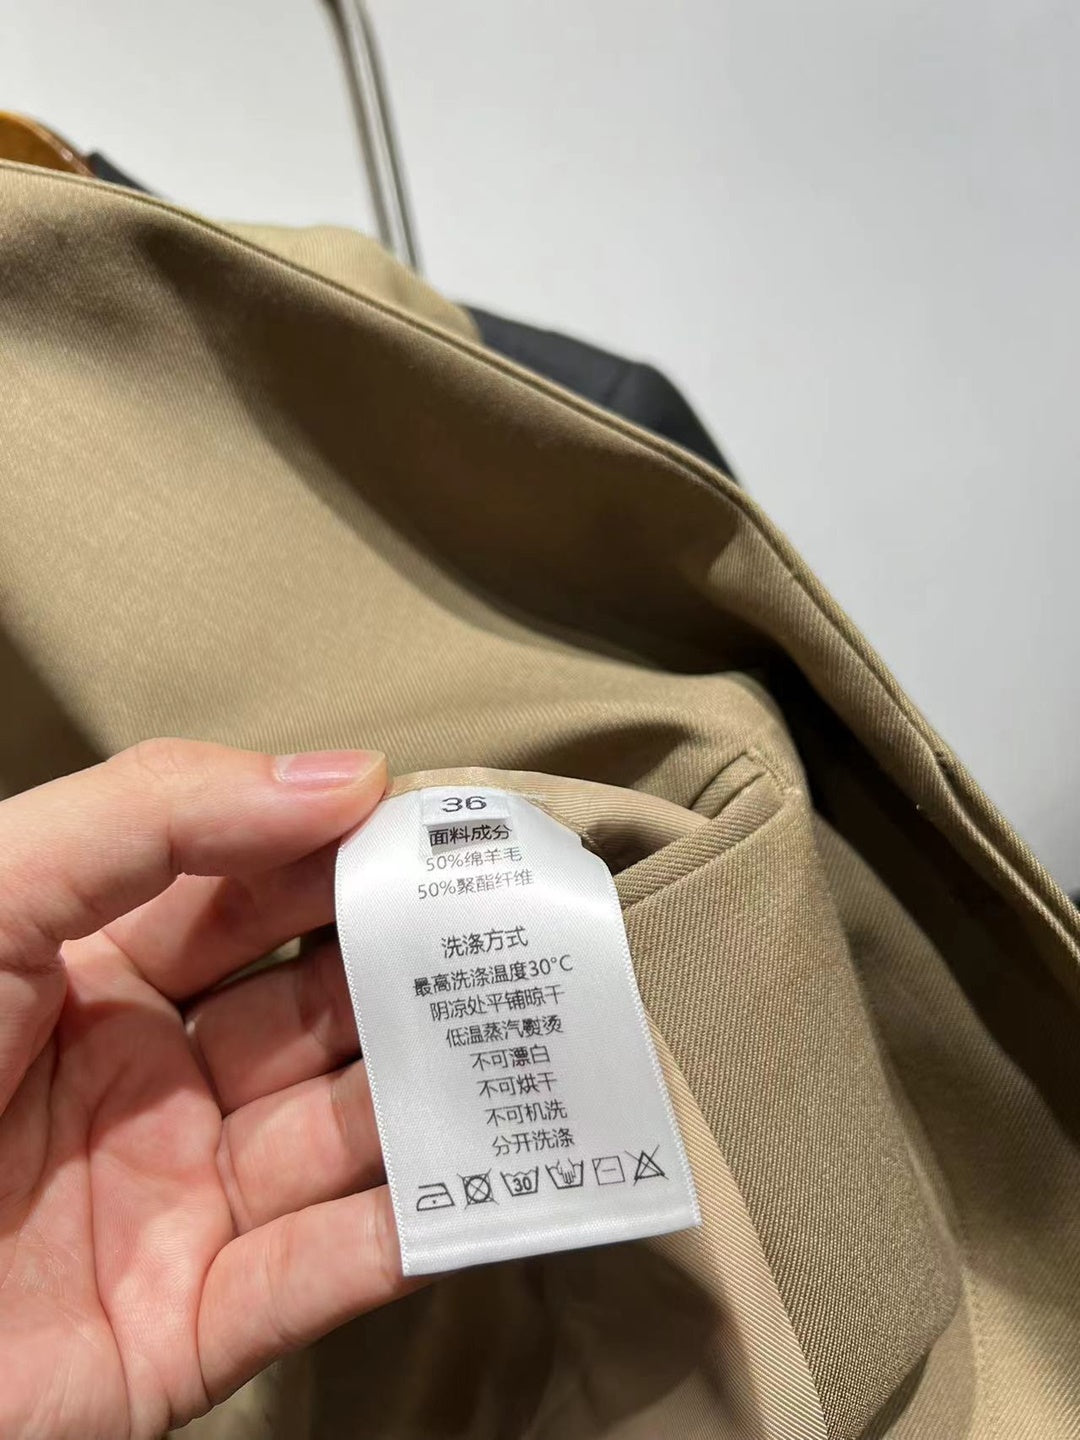 36
面料成分
50%绵羊毛
50%聚酯纤维
洗涤方式
最高洗涤温度30°C
阴凉处平铺晾干
低温蒸汽熨烫
不可漂白
不可烘干
不可机洗
分开洗涤
30